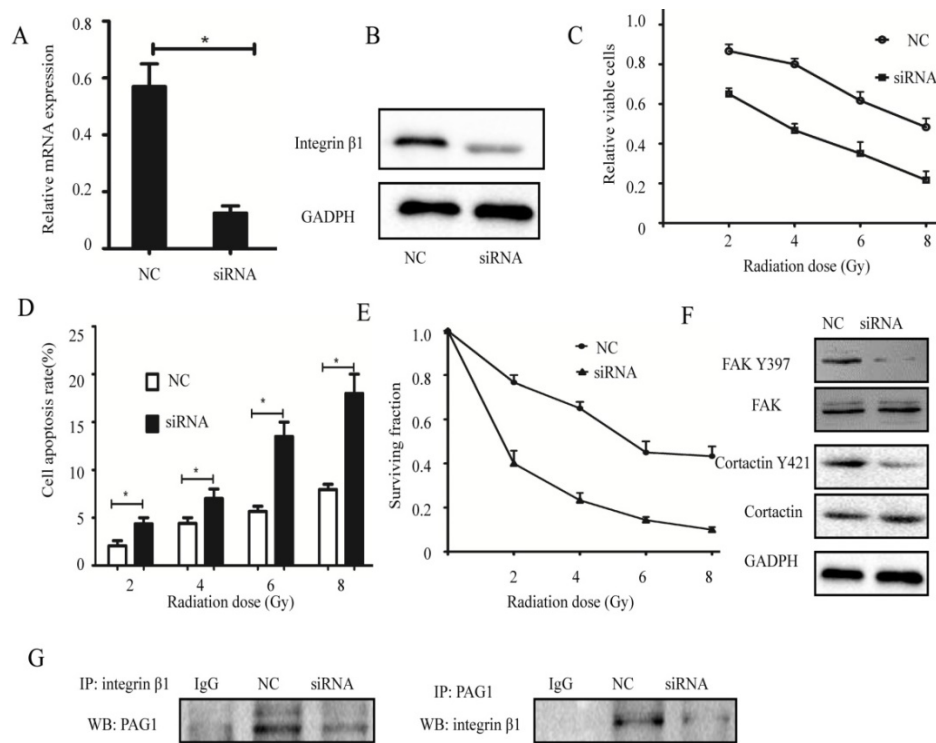 A
Relative mRNA expression
0.8
0.6
0.4
0.2
0
*
NC
siRNA
B
Integrin β1
GADPH
NC
siRNA
C
Relative viable cells
1.0
0.8
0.6
0.4
0.2
0
NC
siRNA
2
4
6
8
Radiation dose (Gy)
D
Cell apoptosis rate(%)
25
20
15
10
5
0
NC
siRNA
*
*
*
*
2
4
6
8
Radiation dose (Gy)
E
Surviving fraction
1.0
0.8
0.6
0.4
0.2
0
NC
siRNA
2
4
6
8
Radiation dose (Gy)
F
NC siRNA
FAK Y397
FAK
Cortactin Y421
Cortactin
GADPH
G
IP: integrin β1
IgG
NC
siRNA
WB: PAG1
IP: PAG1
IgG
NC
siRNA
WB: integrin β1